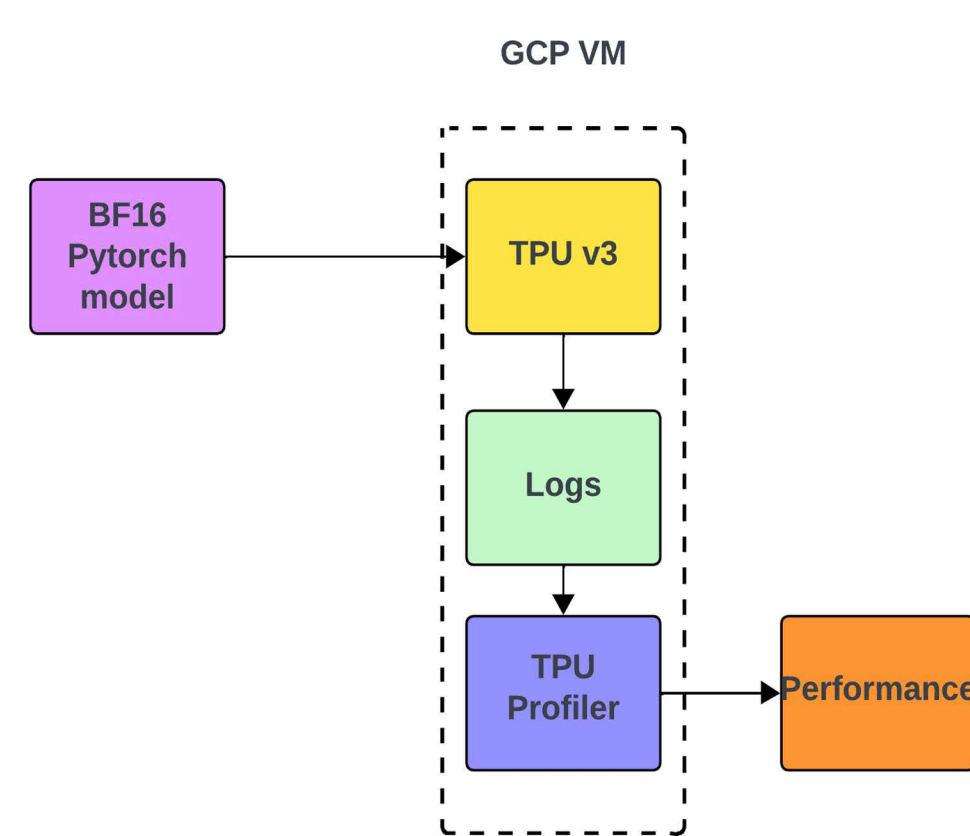 GCP VM
BF16
Pytorch
model
TPU v3
Logs
TPU
Profiler
Performance